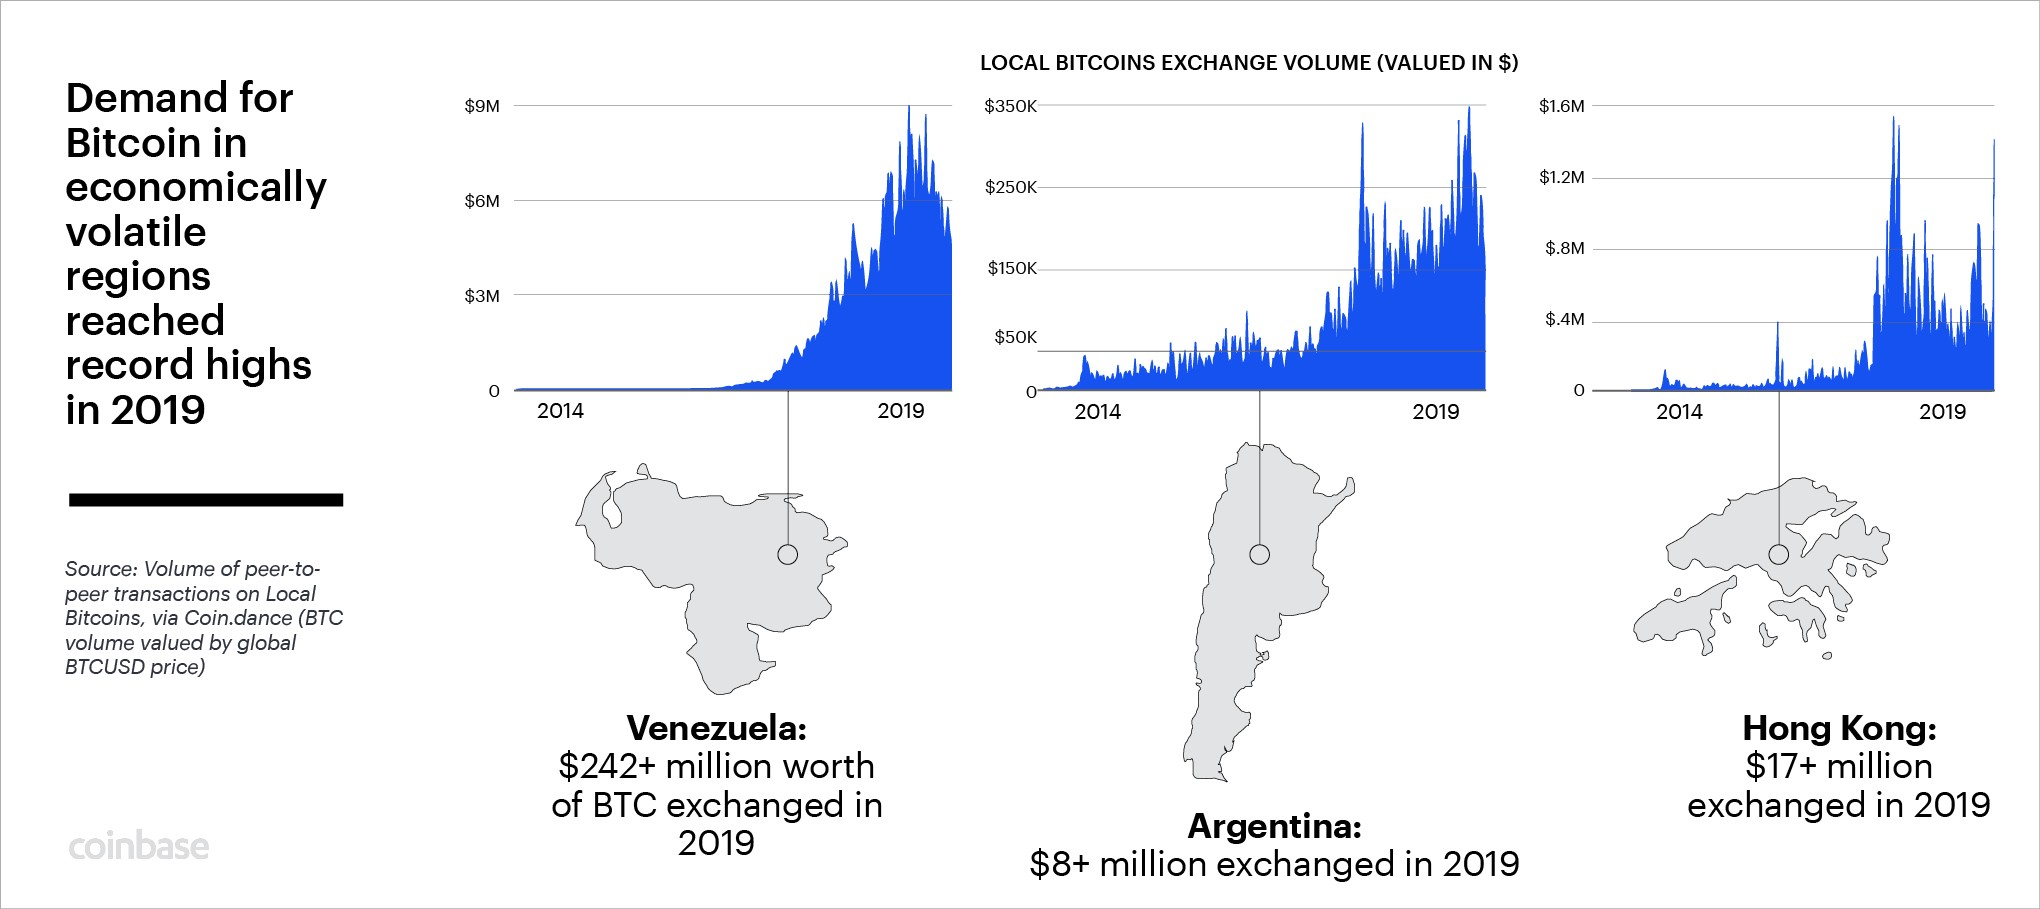 Demand for
Bitcoin in
economically
volatile
regions
reached
record highs
in 2019
Source: Volume of peer-to-
peer transactions on Local
Bitcoins, via Coin.dance (BTC
volume valued by global
BTCUSD price)
coinbase
LOCAL BITCOINS EXCHANGE VOLUME (VALUED IN $)
$9M
$6M
$3M
0
2014
2019
Venezuela:
$242+ million worth
of BTC exchanged in
2019
$350K
$250K
$150K
$50K
0
2014
2019
Argentina:
$8+ million exchanged in 2019
$1.6M
$1.2M
$.8M
$.4M
0
2014
2019
Hong Kong:
$17+ million
exchanged in 2019